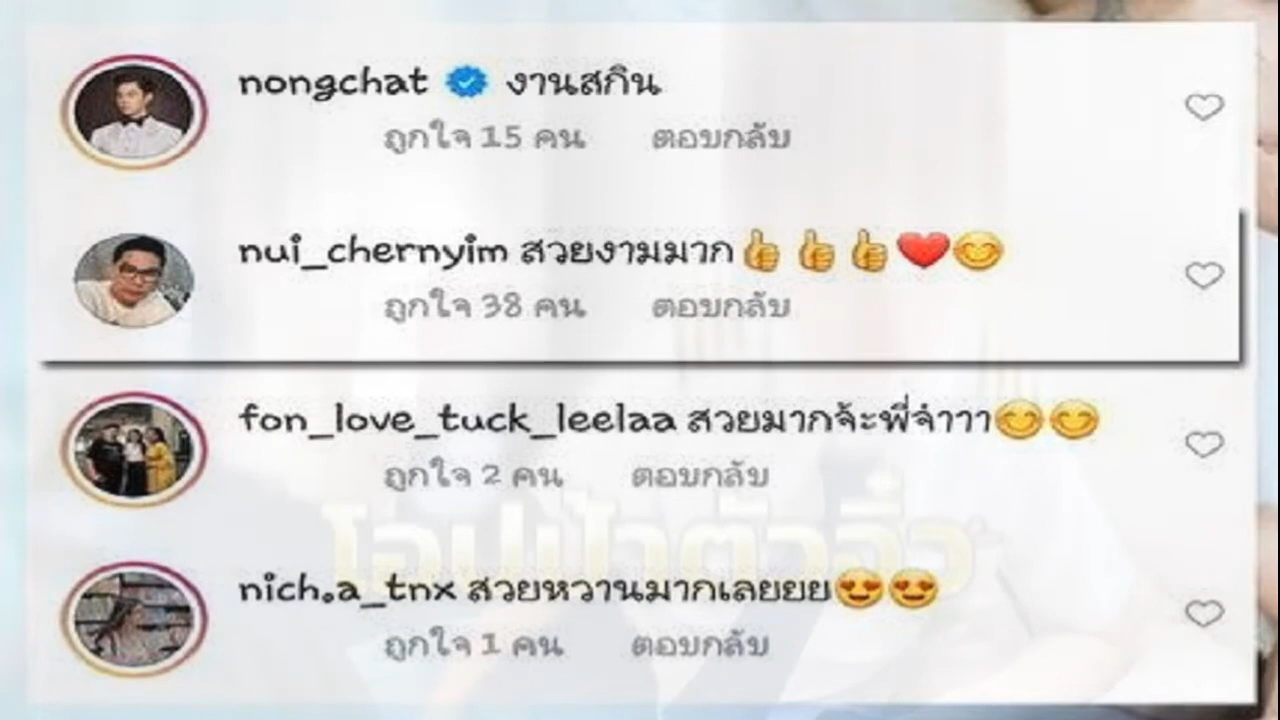 nongchat งานสกิน
ถูกใจ 15 คน ตอบกลับ
nui_chernyim สวยงามมาก👍👍👍❤️😊
ถูกใจ 38 คน ตอบกลับ
fon_love_tuck_leelaa สวยมากจ้ะพี่จ๋าาา😊😊
ถูกใจ 2 คน ตอบกลับ
nich.a_tnx สวยหวานมากเลยยย😍😍
ถูกใจ 1 คน ตอบกลับ